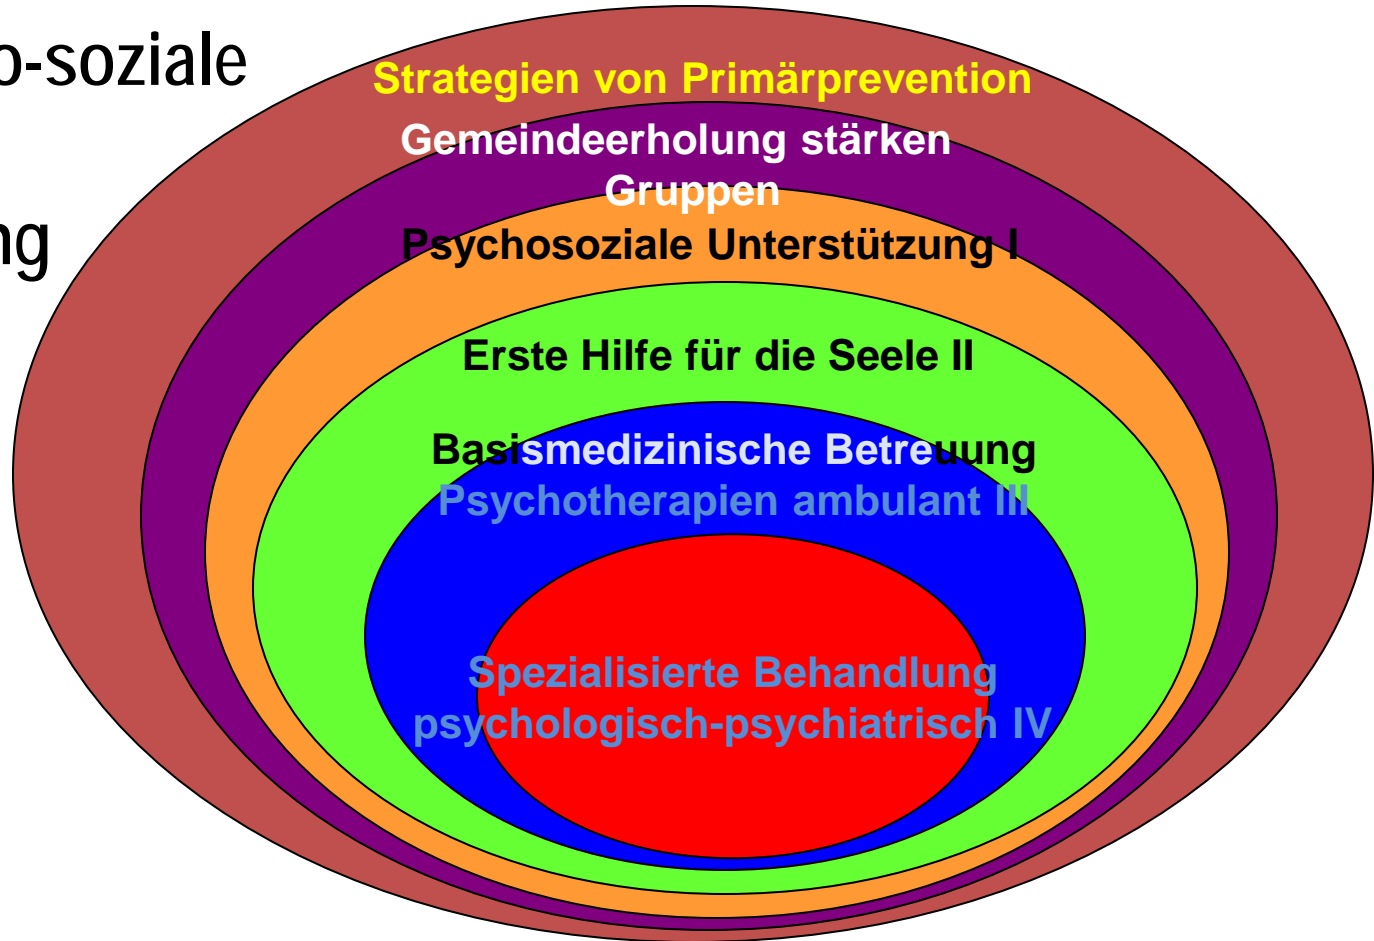 o-soziale
Strategien von Primärprevention
Gemeindeerholung stärken
Gruppen
ng
Psychosoziale Unterstützung I
Erste Hilfe für die Seele II
Basismedizinische Betreuung
Psychotherapien ambulant III
Spezialisierte Behandlung
psychologisch-psychiatrisch IV